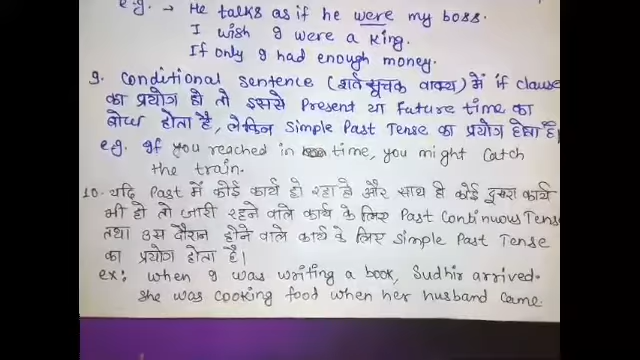 e.g. → He talks as if he were my boss.
I wish I were a king.
If only I had enough money.
9. Conditional sentence (शर्तसूचक वाक्य) में if clause
का प्रयोग हो तो इससे Present या Future time का
बोध होता है, लेकिन Simple Past Tense का प्रयोग होता है।
e.g. If you reached in time, you might catch
the train.
10. यदि Past में कोई कार्य हो रहा हो और साथ ही कोई दूसरा कार्य
भी हो तो जारी रहने वाले कार्य के लिए Past Continuous Tense
तथा उस दौरान होने वाले कार्य के लिए Simple Past Tense
का प्रयोग होता है।
ex: When I was writing a book, Sudhir arrived.
She was cooking food when her husband came.